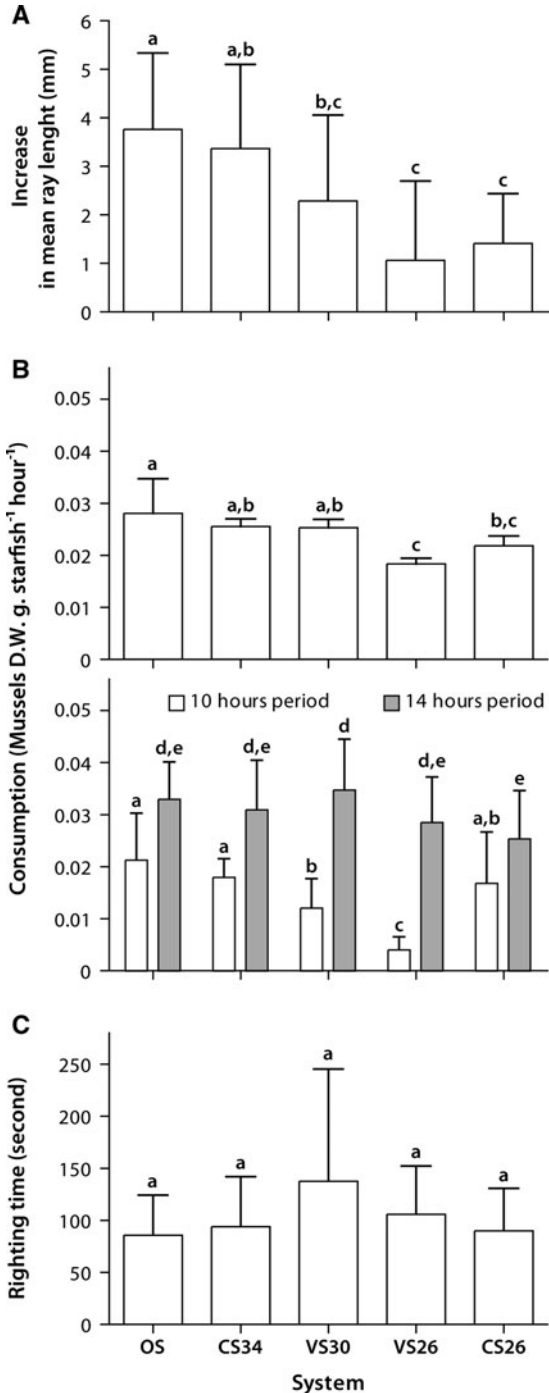 A
Increase
in mean ray lenght (mm)
6
5
4
3
2
1
0
a
a,b
b,c
c
c
B
Consumption (Mussels D.W. g. starfish⁻¹ hour⁻¹)
0.05
0.04
0.03
0.02
0.01
0
a
a,b
a,b
c
b,c
10 hours period
14 hours period
0.05
0.04
0.03
0.02
0.01
0
a
d,e
a
d,e
b
d
c
d,e
a,b
e
C
Righting time (second)
250
200
150
100
50
0
a
a
a
a
a
OS CS34 VS30 VS26 CS26
System